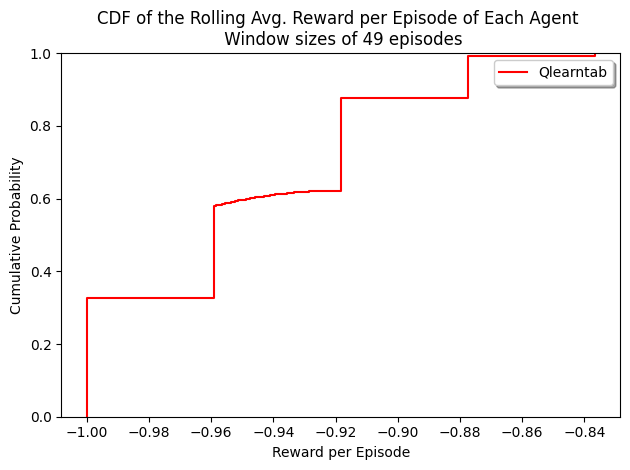 CDF of the Rolling Avg. Reward per Episode of Each Agent
Window sizes of 49 episodes
Qlearntab
Cumulative Probability
1.0
0.8
0.6
0.4
0.2
0.0
−1.00 −0.98 −0.96 −0.94 −0.92 −0.90 −0.88 −0.86 −0.84
Reward per Episode